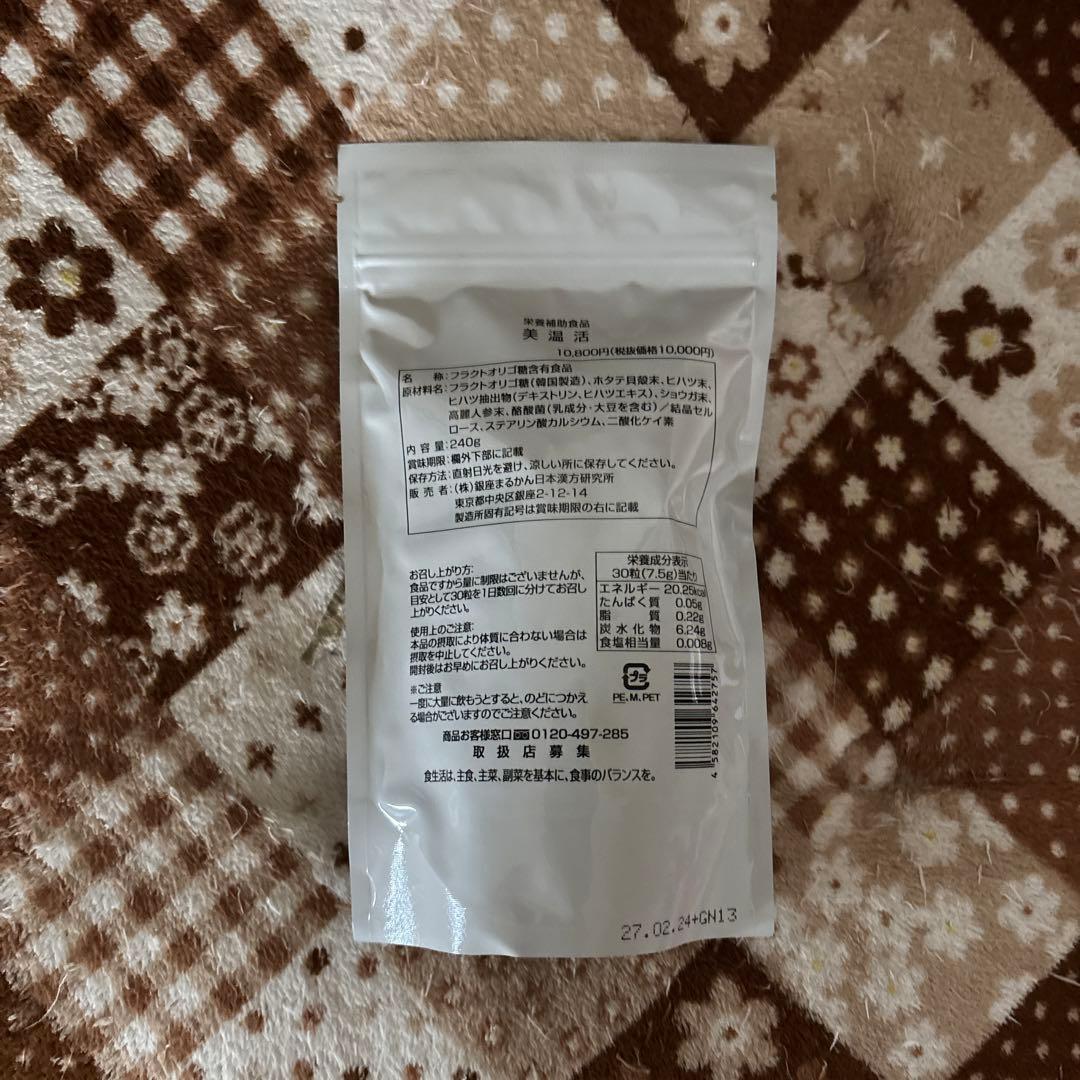 栄養補助食品
美温活
10,800円(税抜価格10,000円)
名　称:フラクトオリゴ糖含有食品
原材料名:フラクトオリゴ糖(韓国製造)、ホタテ貝殻末、ヒハツ末、
ヒハツ抽出物(デキストリン、ヒハツエキス)、ショウガ末、
高麗人参末、酪酸菌(乳成分・大豆を含む)／結晶セル
ロース、ステアリン酸カルシウム、二酸化ケイ素
内容量:240g
賞味期限:欄外下部に記載
保存方法:直射日光を避け、涼しい所に保存してください。
販売者:(株)銀座まるかん日本漢方研究所
東京都中央区銀座2-12-14
製造所固有記号は賞味期限の右に記載
お召し上がり方:
食品ですから量に制限はございませんが、
目安として30粒を1日数回に分けてお召し
上がりください。
使用上のご注意:
本品の摂取により体質に合わない場合は
摂取を中止してください。
開封後はお早めにお召し上がりください。
※ご注意
一度に大量に飲もうとすると、のどにつかえ
る場合がございますのでご注意ください。
栄養成分表示
30粒(7.5g)当たり
エネルギー 20.25kcal
たんぱく質 0.05g
脂質 0.22g
炭水化物 6.24g
食塩相当量 0.008g
プラ
PE、M、PET
4 582109 642757
商品お客様窓口 0120-497-285
取扱店募集
食生活は、主食、主菜、副菜を基本に、食事のバランスを。
27.02.24+GN13